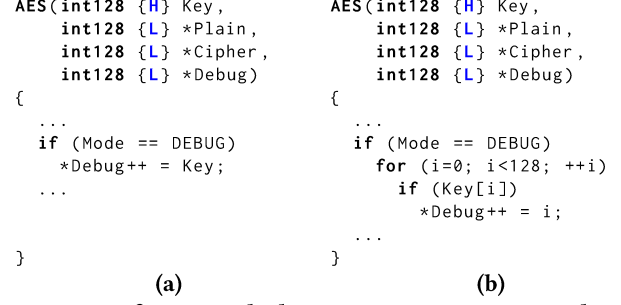 AES(int128 {H} Key,
int128 {L} *Plain,
int128 {L} *Cipher,
int128 {L} *Debug)
{
...
if (Mode == DEBUG)
*Debug++ = Key;
...
}
(a)
AES(int128 {H} Key,
int128 {L} *Plain,
int128 {L} *Cipher,
int128 {L} *Debug)
{
...
if (Mode == DEBUG)
for (i=0; i<128; ++i)
if (Key[i])
*Debug++ = i;
...
}
(b)